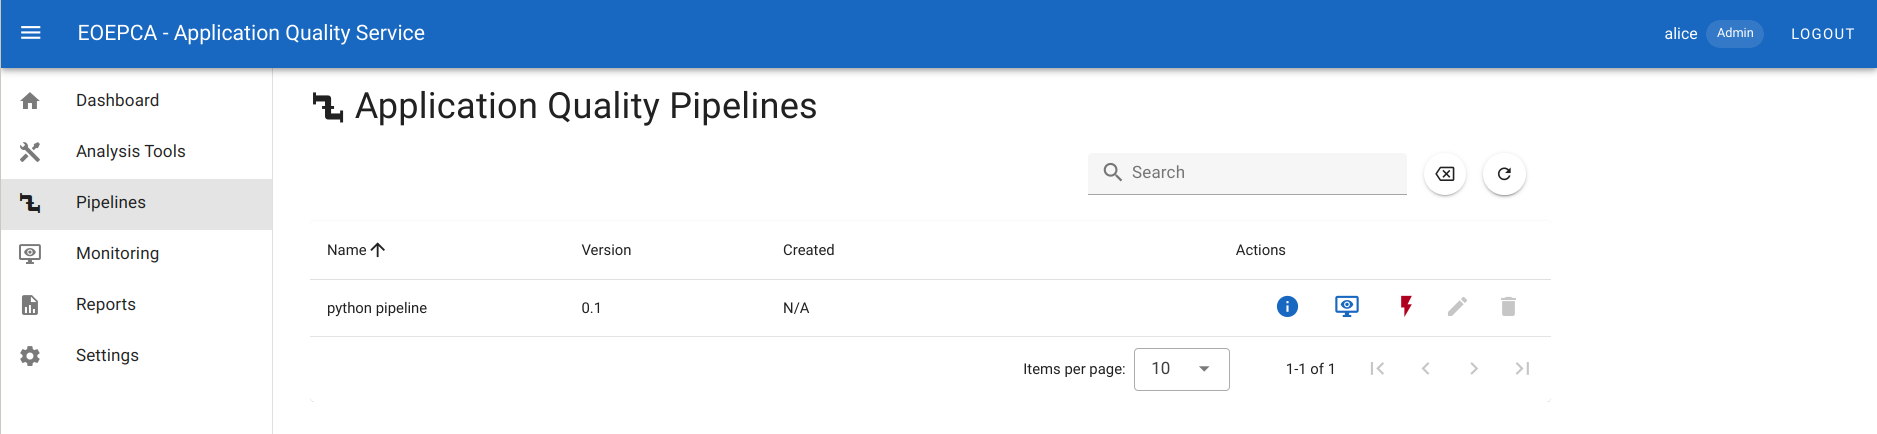 EOEPCA - Application Quality Service
alice Admin LOGOUT
Dashboard
Analysis Tools
Pipelines
Monitoring
Reports
Settings
Application Quality Pipelines
Search
Name Version Created Actions
python pipeline 0.1 N/A
Items per page: 10 1-1 of 1